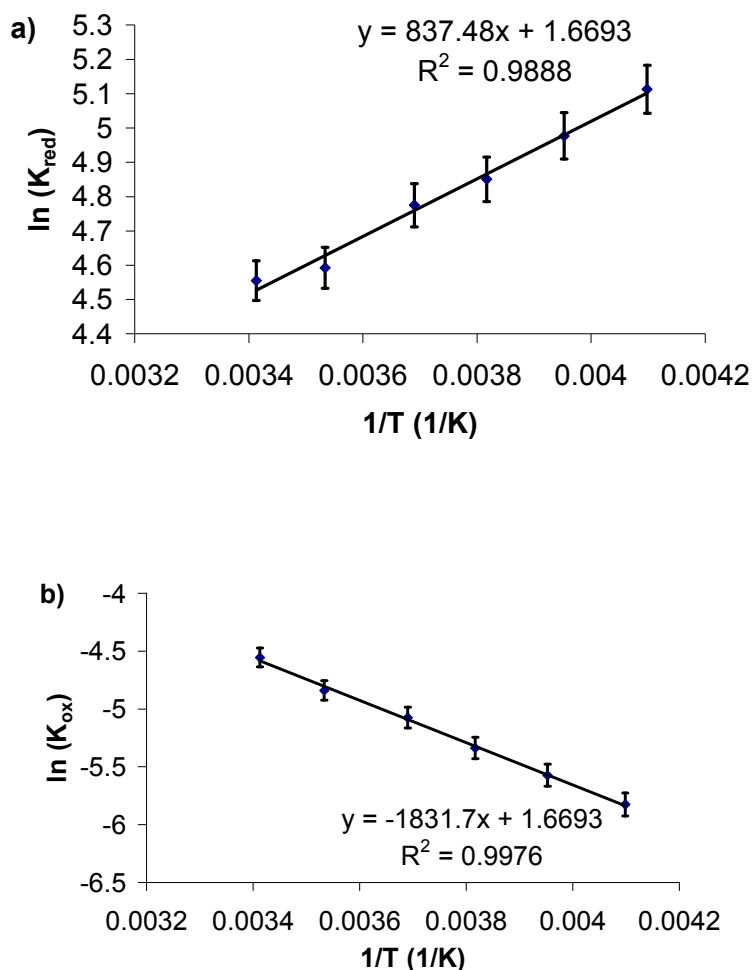 a)
y = 837.48x + 1.6693
R² = 0.9888
ln (K_red)
5.3
5.2
5.1
5
4.9
4.8
4.7
4.6
4.5
4.4
0.0032 0.0034 0.0036 0.0038 0.004 0.0042
1/T (1/K)
b)
ln (K_ox)
-4
-4.5
-5
-5.5
-6
-6.5
y = -1831.7x + 1.6693
R² = 0.9976
0.0032 0.0034 0.0036 0.0038 0.004 0.0042
1/T (1/K)